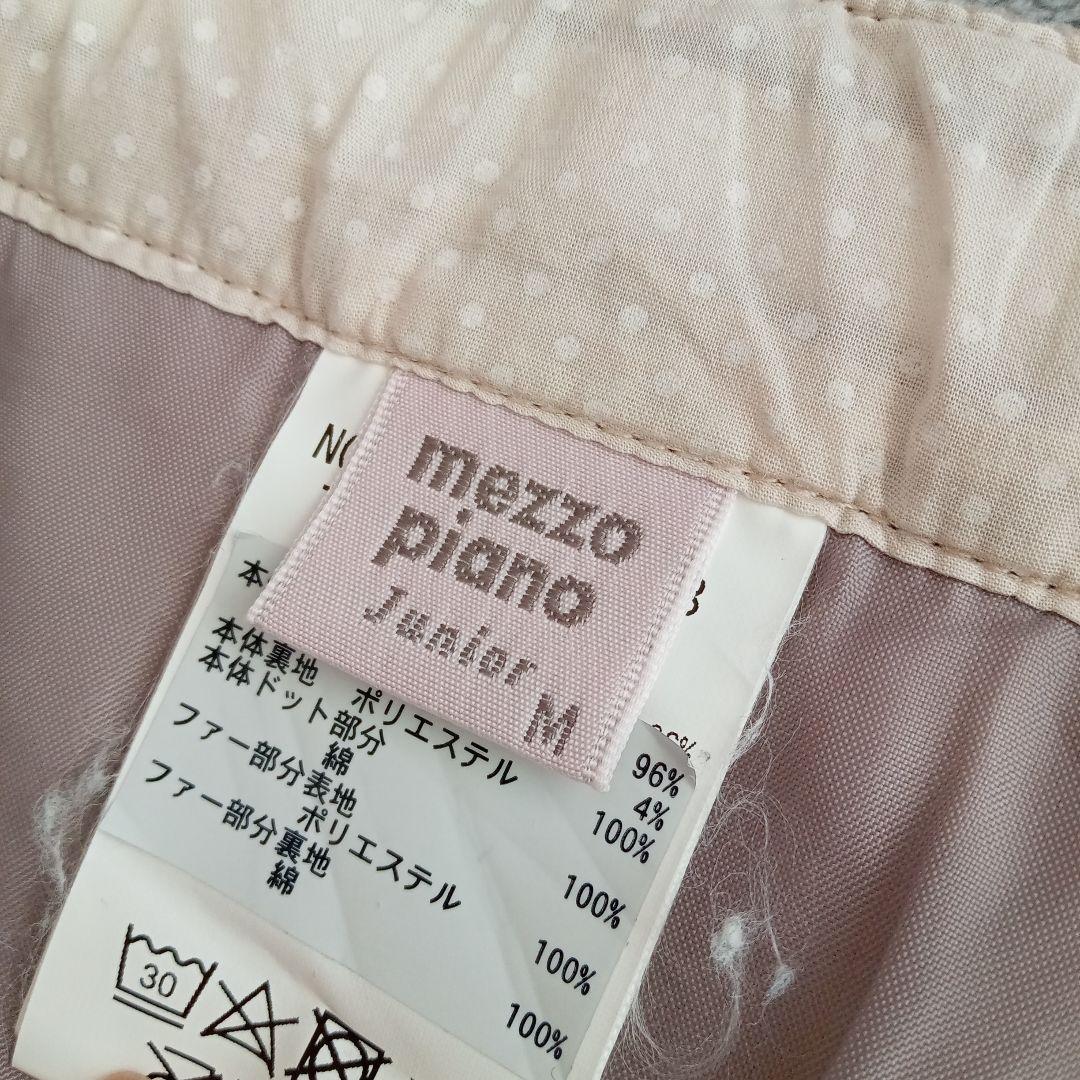 mezzo
piano
Junior
M
本
96%
4%
本体裏地 ポリエステル 100%
本体ドット部分
綿 100%
ファー部分表地
ポリエステル 100%
ファー部分裏地
綿 100%
30